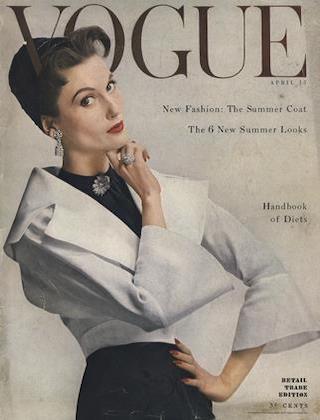 VOGUE
APRIL 15
New Fashion: The Summer Coat
The 6 New Summer Looks
Handbook
of Diets
RETAIL
TRADE
EDITION
CENTS